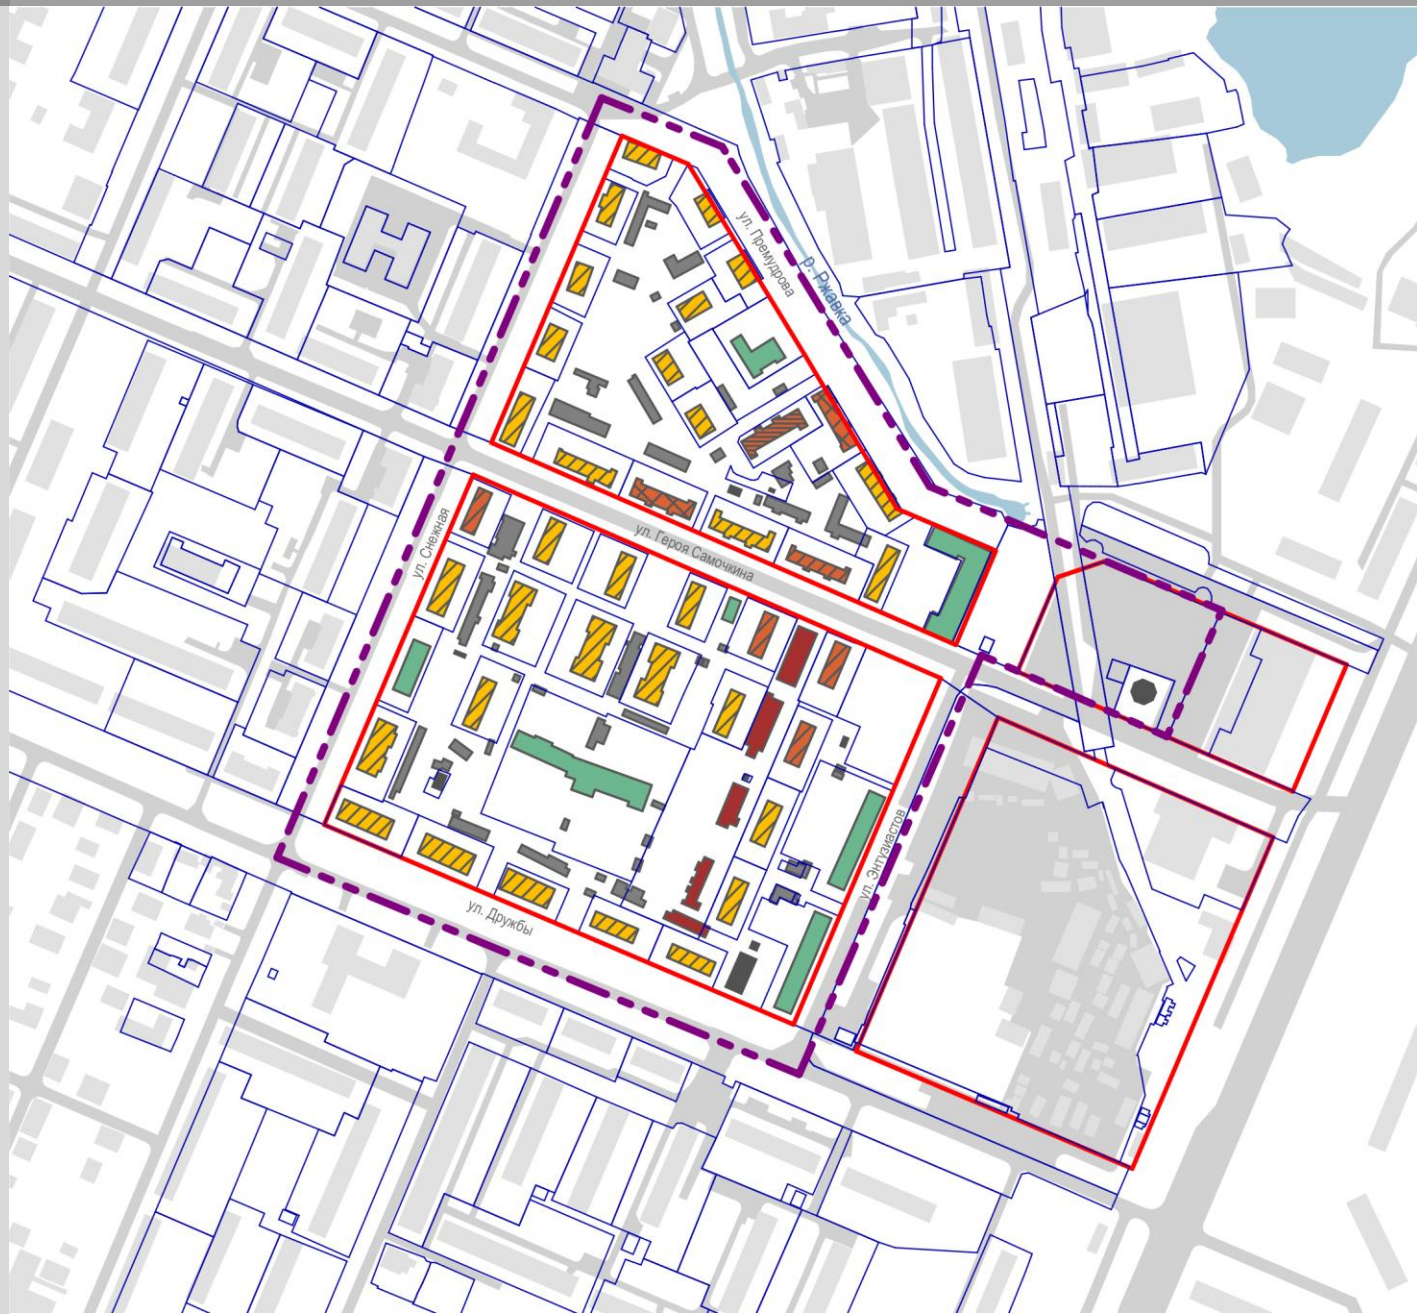 ул. Премудрова
р. Ржавка
ул. Снежная
ул. Героя Самочкина
ул. Энтузиастов
ул. Дружбы